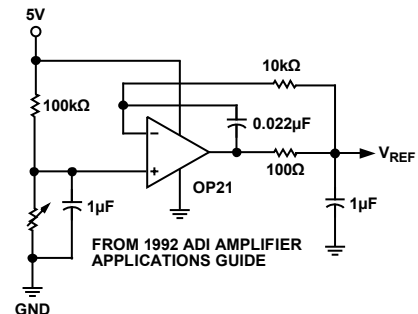 5V
10kΩ
100kΩ
0.022µF
−
+
VREF
OP21
100Ω
1µF
1µF
FROM 1992 ADI AMPLIFIER
APPLICATIONS GUIDE
GND